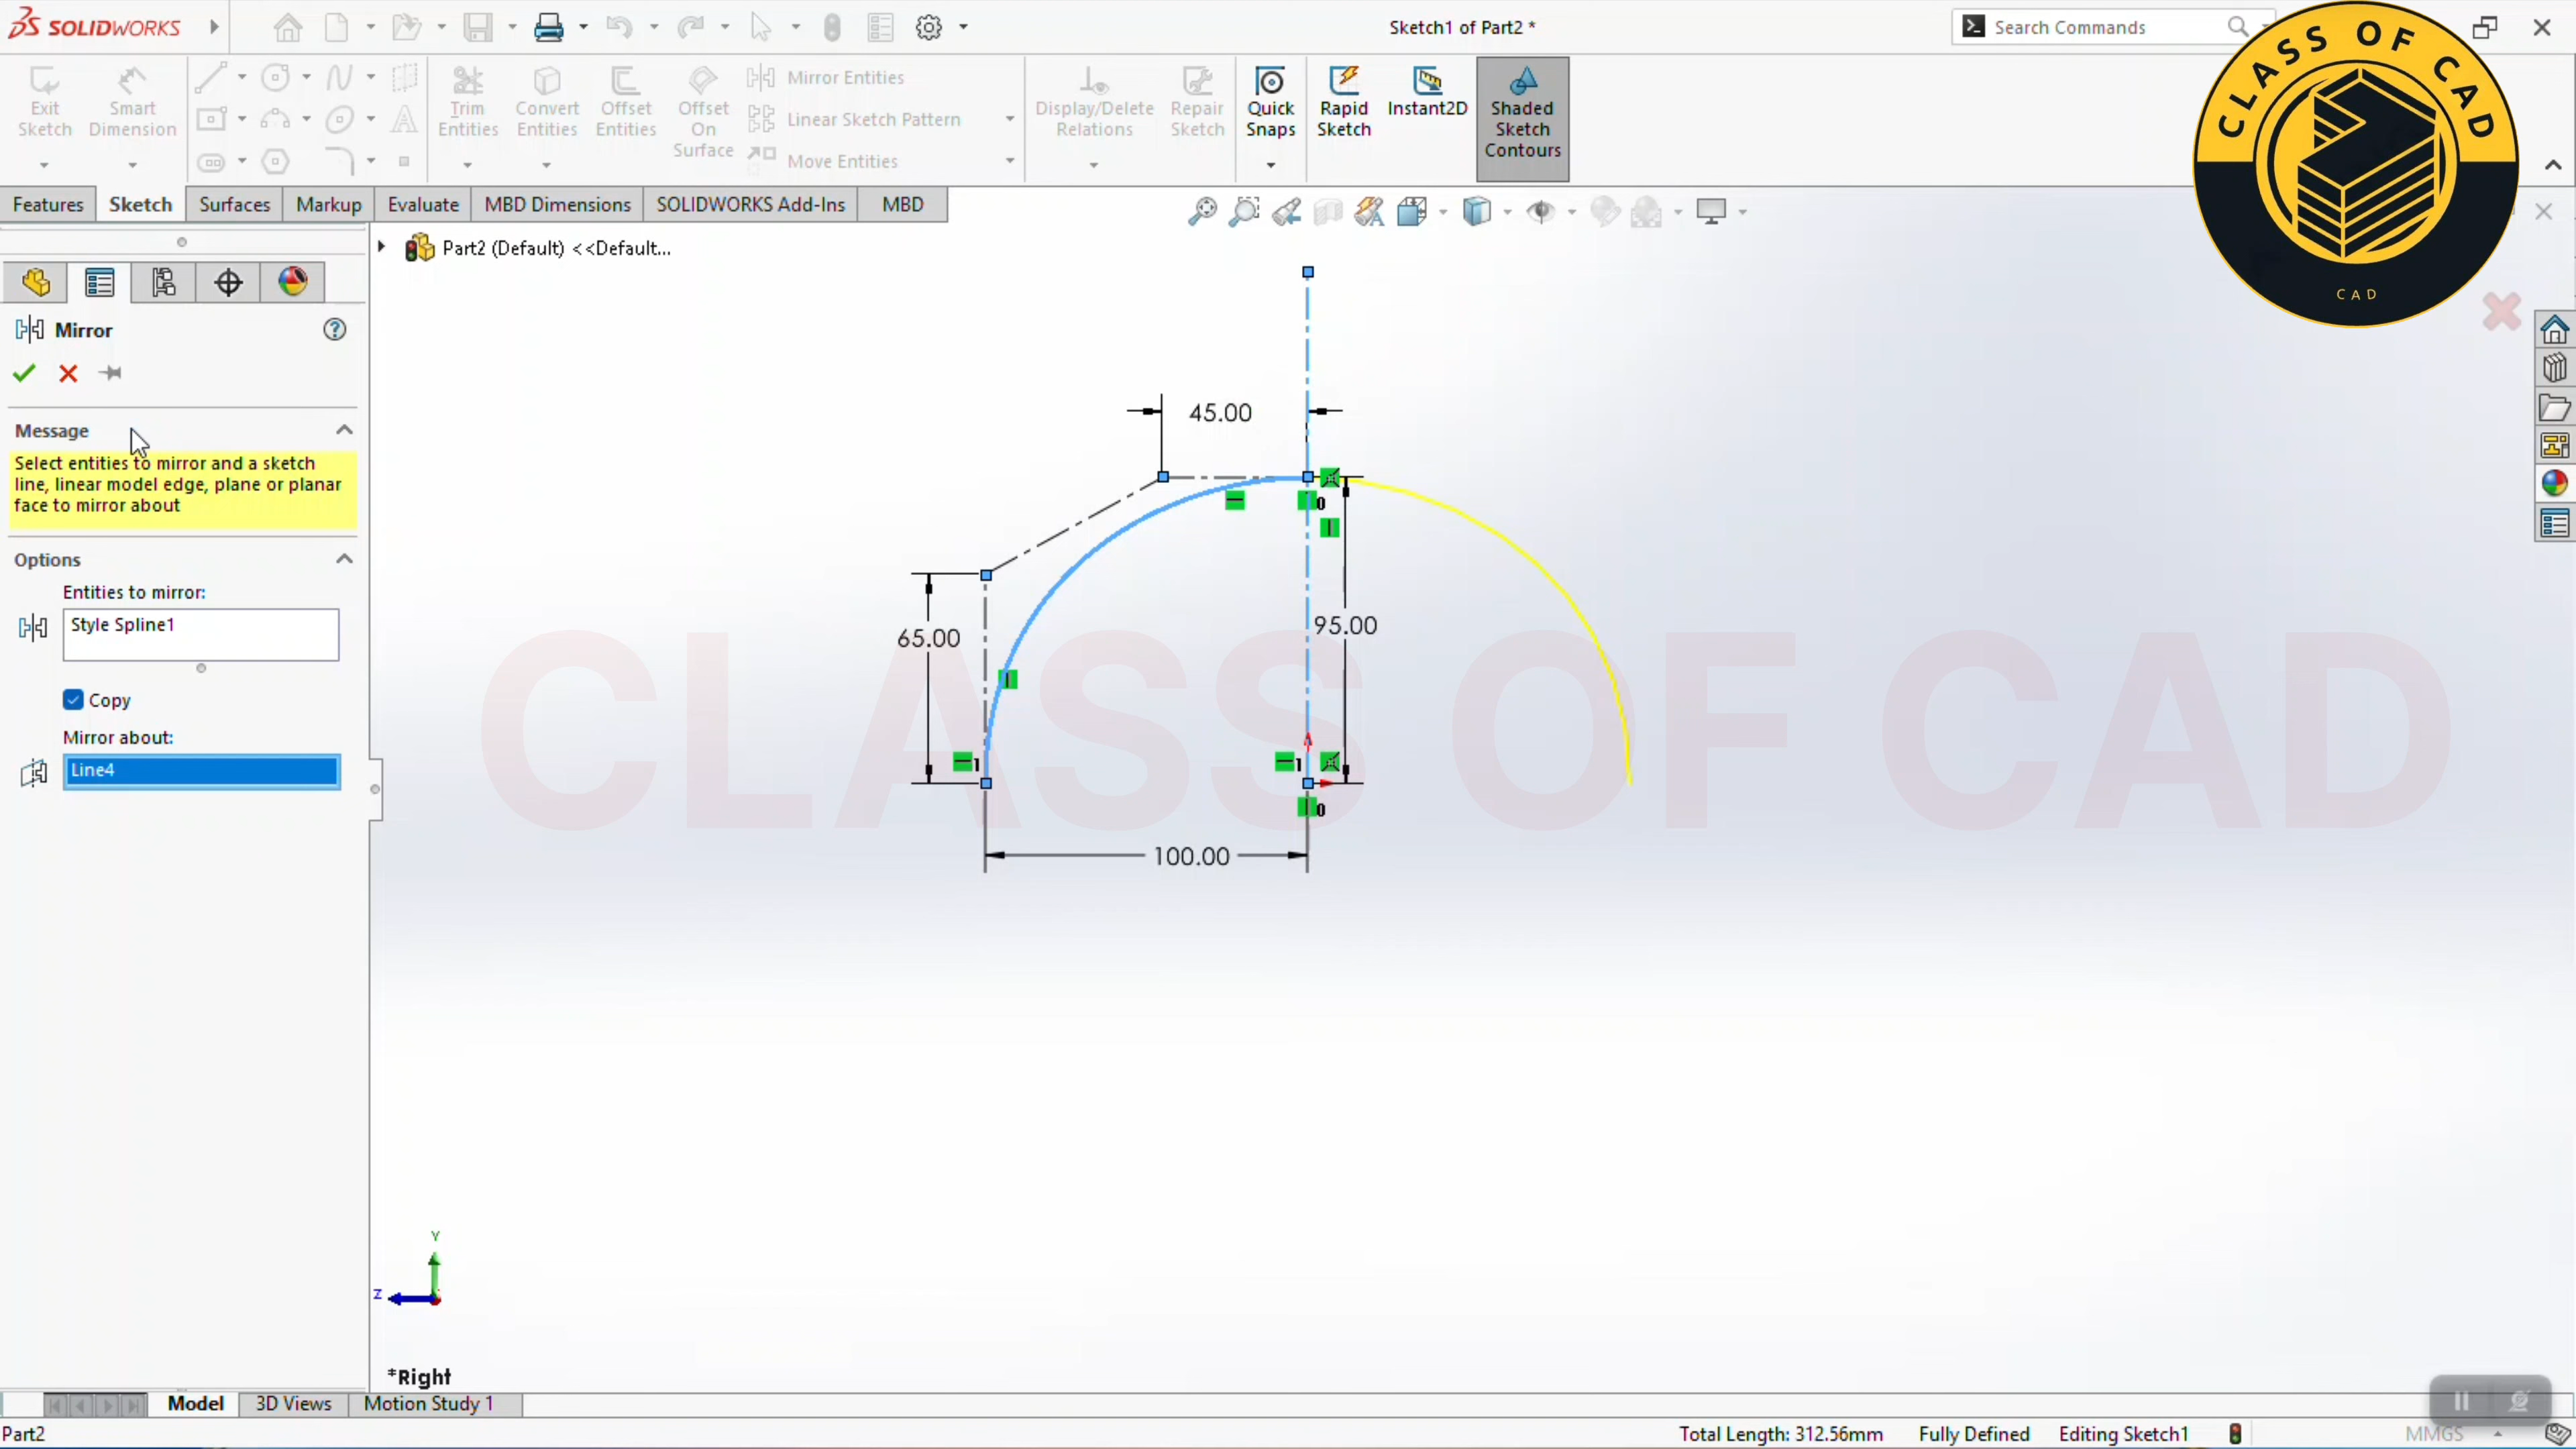 SOLIDWORKS
Sketch1 of Part2 *
Search Commands
Exit Sketch
Smart Dimension
Trim Entities
Convert Entities
Offset Entities
Offset On Surface
Mirror Entities
Linear Sketch Pattern
Move Entities
Display/Delete Relations
Repair Sketch
Quick Snaps
Rapid Sketch
Instant2D
Shaded Sketch Contours
CLASS OF CAD
CAD
Features Sketch Surfaces Markup Evaluate MBD Dimensions SOLIDWORKS Add-Ins MBD
Part2 (Default) <<Default...
Mirror
Message
Select entities to mirror and a sketch
line, linear model edge, plane or planar
face to mirror about
Options
Entities to mirror:
Style Spline1
Copy
Mirror about:
Line4
45.00
0
65.00
95.00
1
1
0
100.00
CLASS OF CAD
Y
Z
*Right
Model 3D Views Motion Study 1
Part2
Total Length: 312.56mm Fully Defined Editing Sketch1 MMGS